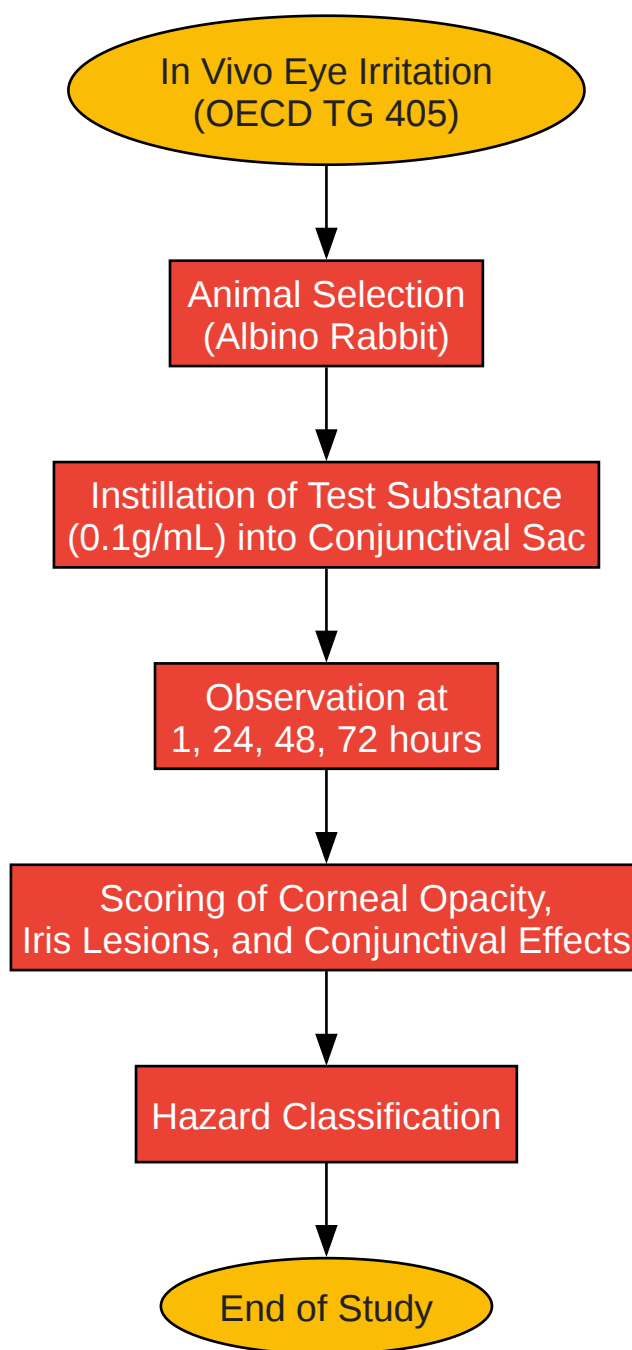 In Vivo Eye Irritation
(OECD TG 405)
Animal Selection
(Albino Rabbit)
Instillation of Test Substance
(0.1g/mL) into Conjunctival Sac
Observation at
1, 24, 48, 72 hours
Scoring of Corneal Opacity,
Iris Lesions, and Conjunctival Effects
Hazard Classification
End of Study